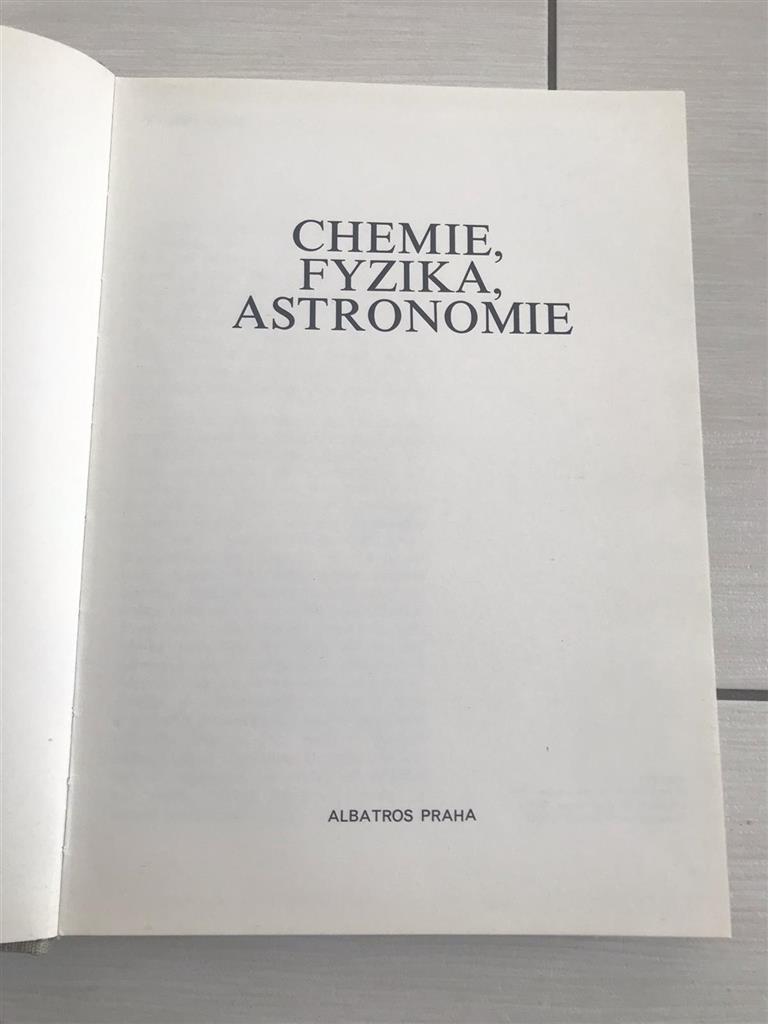 CHEMIE,
FYZIKA,
ASTRONOMIE
ALBATROS PRAHA